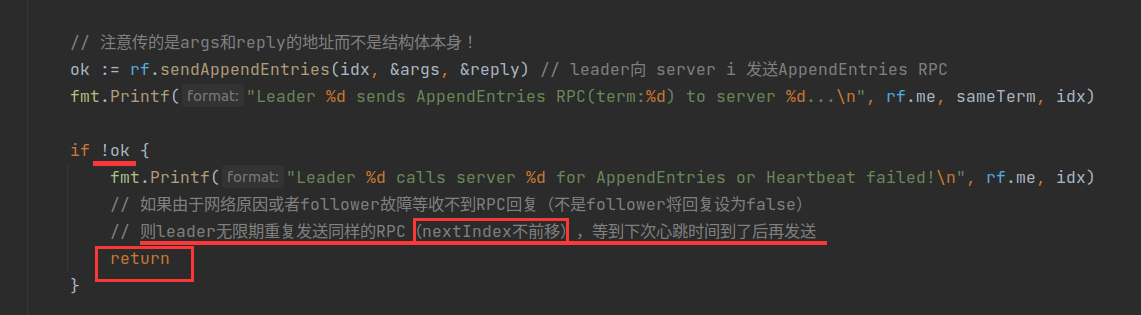 // 注意传的是args和reply的地址而不是结构体本身！
ok := rf.sendAppendEntries(idx, &args, &reply) // leader向 server i 发送AppendEntries RPC
fmt.Printf( format: "Leader %d sends AppendEntries RPC(term:%d) to server %d...\n", rf.me, sameTerm, idx)
if !ok {
fmt.Printf( format: "Leader %d calls server %d for AppendEntries or Heartbeat failed!\n", rf.me, idx)
// 如果由于网络原因或者follower故障等收不到RPC回复（不是follower将回复设为false）
// 则leader无限期重复发送同样的RPC（nextIndex不前移），等到下次心跳时间到了后再发送
return
}